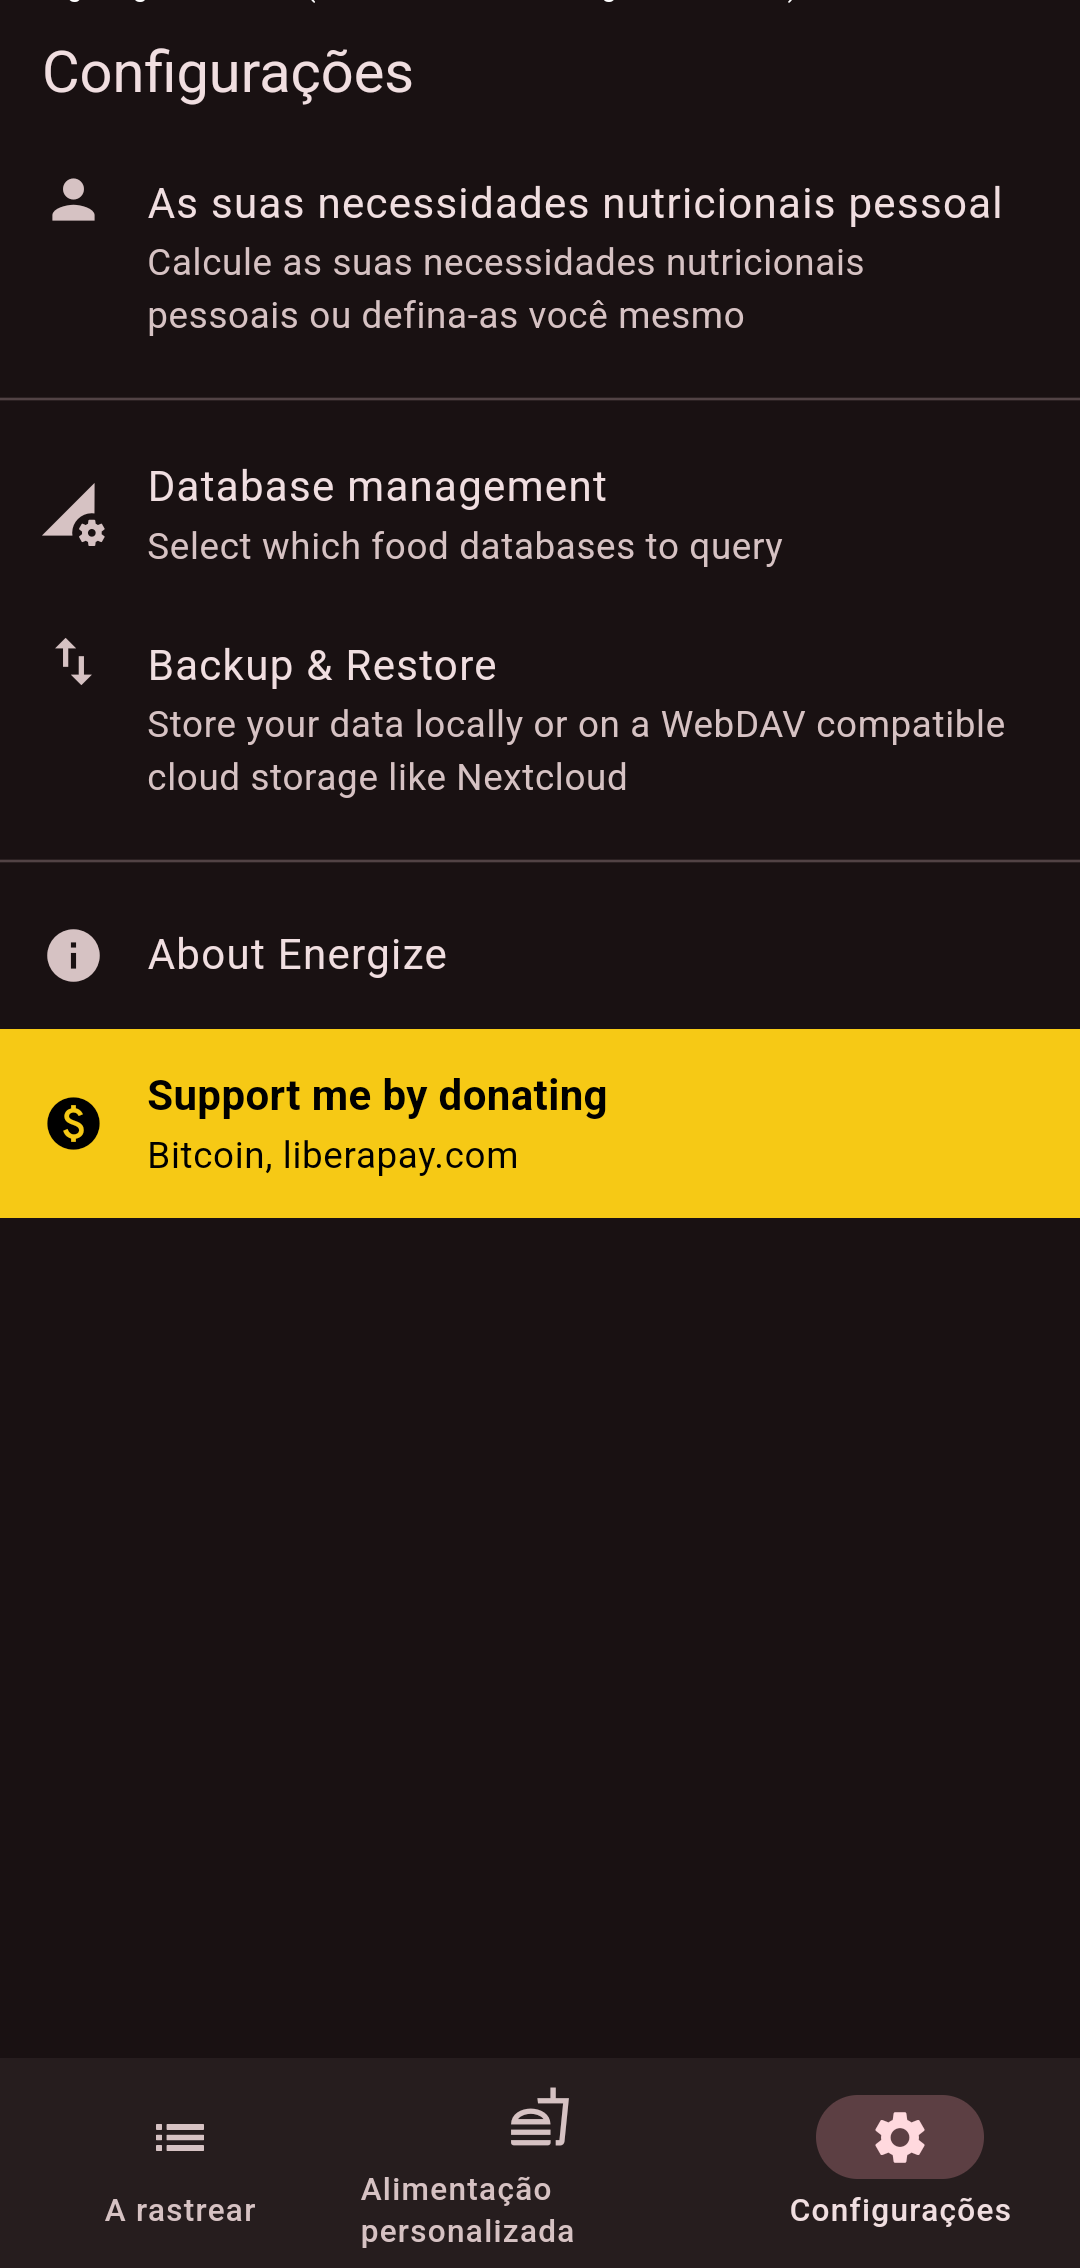 Configurações
As suas necessidades nutricionais pessoal
Calcule as suas necessidades nutricionais
pessoais ou defina-as você mesmo
Database management
Select which food databases to query
Backup & Restore
Store your data locally or on a WebDAV compatible
cloud storage like Nextcloud
About Energize
Support me by donating
Bitcoin, liberapay.com
A rastrear
Alimentação
personalizada
Configurações